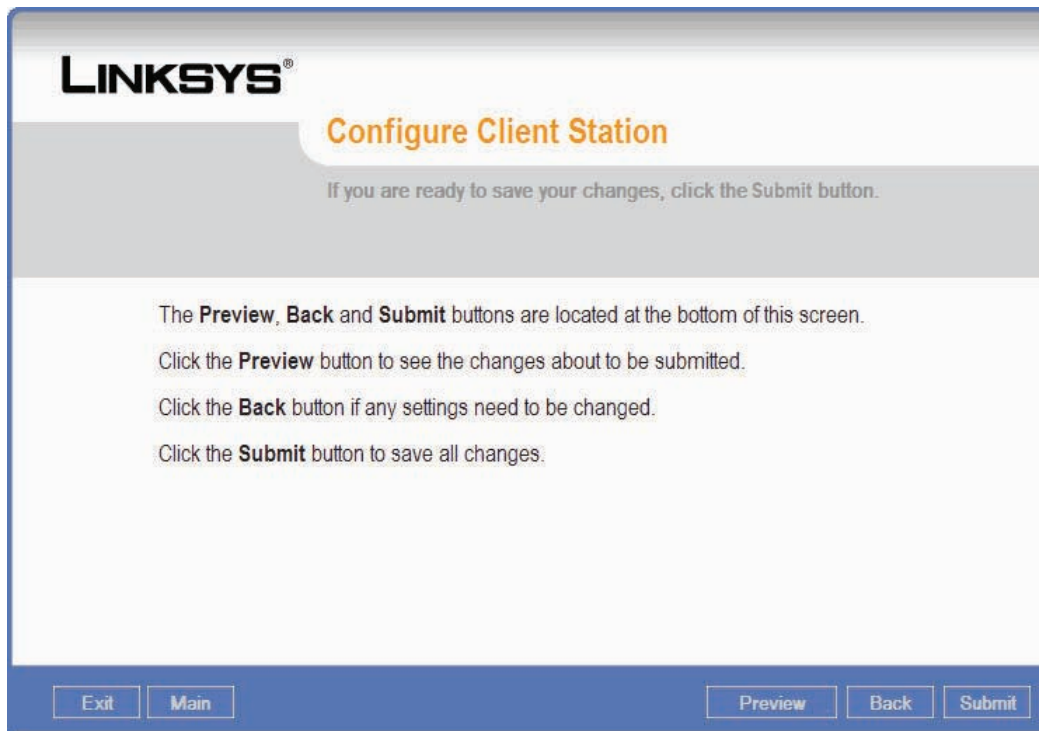 LINKSYS®
Configure Client Station
If you are ready to save your changes, click the Submit button.
The Preview, Back and Submit buttons are located at the bottom of this screen.
Click the Preview button to see the changes about to be submitted.
Click the Back button if any settings need to be changed.
Click the Submit button to save all changes.
Exit Main Preview Back Submit